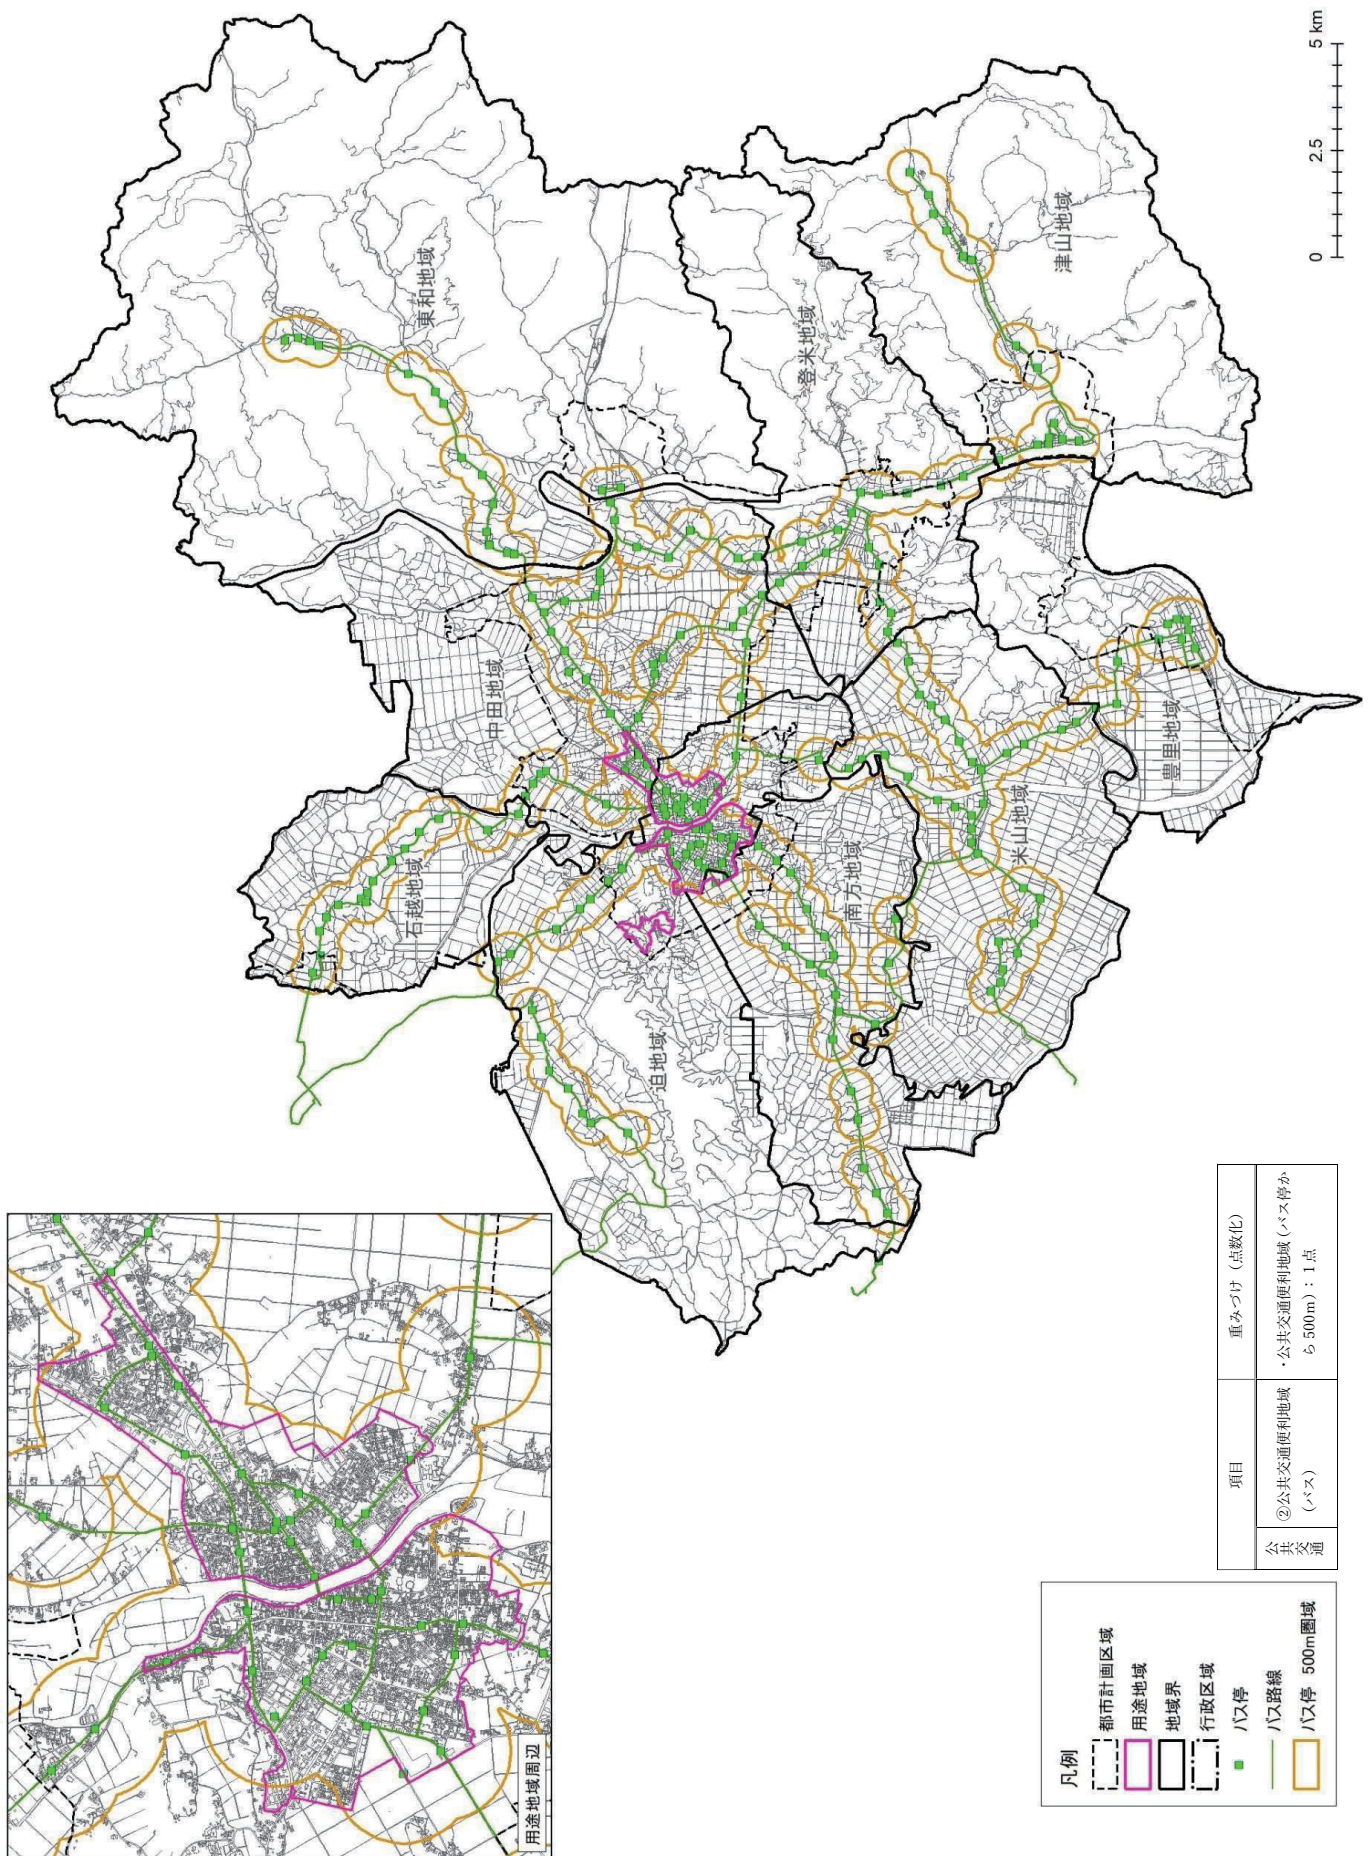 東和地域
中田地域
石越地域
登米地域
津山地域
迫地域
南方地域
米山地域
豊里地域
0 2.5 5 km
用途地域周辺
凡例
都市計画区域
用途地域
地域界
行政区域
バス停
バス路線
バス停 500m圏域
項目 重みづけ(点数化)
公共交通 ②公共交通便利地域(バス) ・公共交通便利地域(バス停から500m):1点